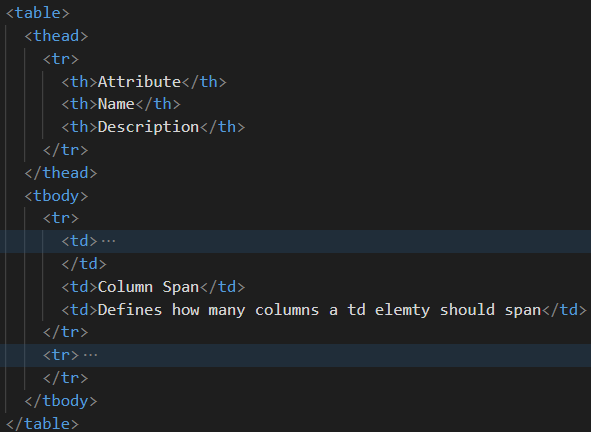 <table>
<thead>
<tr>
<th>Attribute</th>
<th>Name</th>
<th>Description</th>
</tr>
</thead>
<tbody>
<tr>
<td>···
</td>
<td>Column Span</td>
<td>Defines how many columns a td elemty should span</td>
</tr>
<tr>···
</tr>
</tbody>
</table>